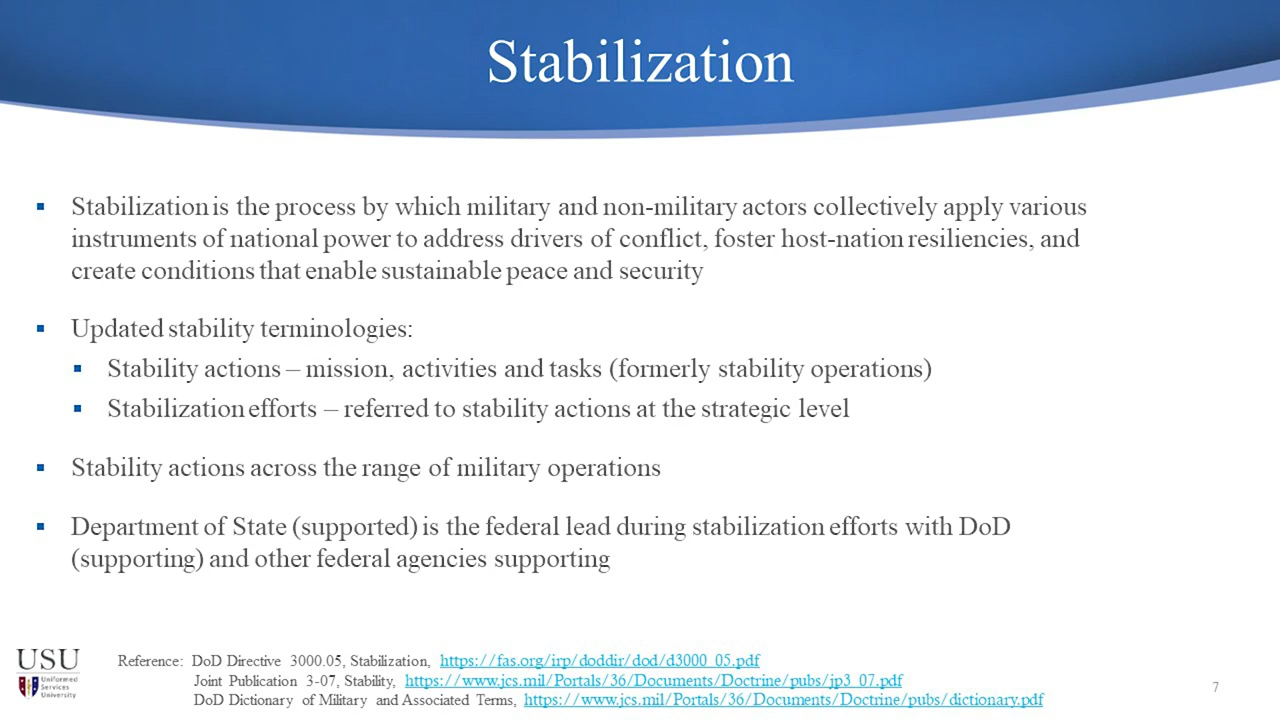 Stabilization
▪ Stabilization is the process by which military and non-military actors collectively apply various
instruments of national power to address drivers of conflict, foster host-nation resiliencies, and
create conditions that enable sustainable peace and security
▪ Updated stability terminologies:
▪ Stability actions – mission, activities and tasks (formerly stability operations)
▪ Stabilization efforts – referred to stability actions at the strategic level
▪ Stability actions across the range of military operations
▪ Department of State (supported) is the federal lead during stabilization efforts with DoD
(supporting) and other federal agencies supporting
USU
Uniformed
Services
University
Reference: DoD Directive 3000.05, Stabilization, https://fas.org/irp/doddir/dod/d3000_05.pdf
Joint Publication 3-07, Stability, https://www.jcs.mil/Portals/36/Documents/Doctrine/pubs/jp3_07.pdf
DoD Dictionary of Military and Associated Terms, https://www.jcs.mil/Portals/36/Documents/Doctrine/pubs/dictionary.pdf
7